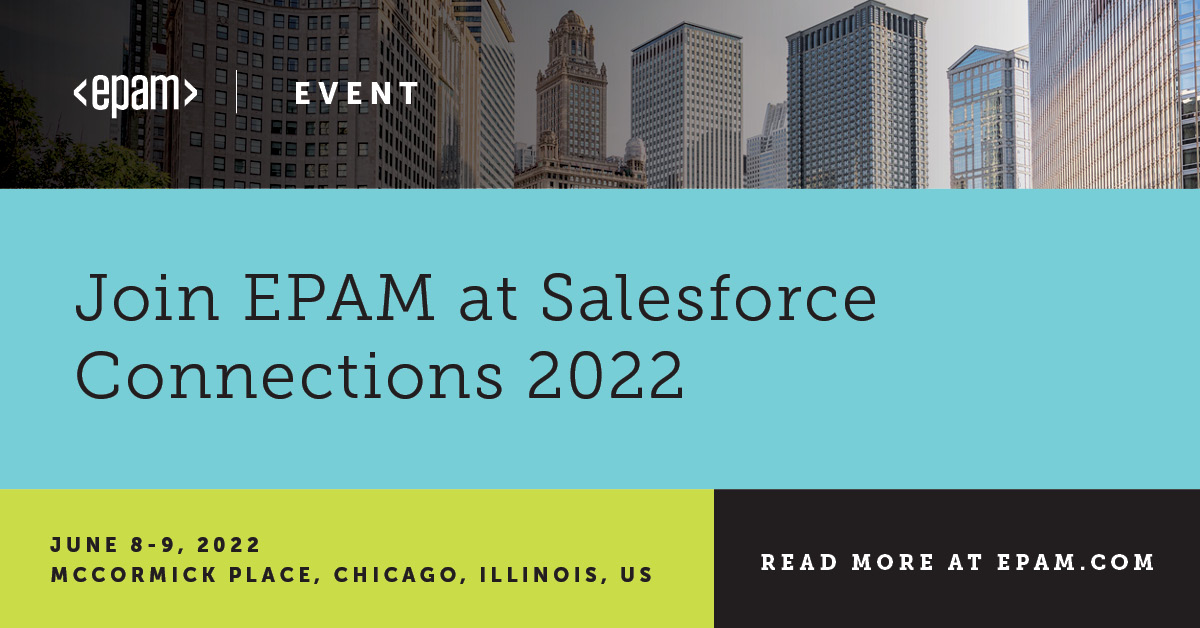 <epam> | EVENT
Join EPAM at Salesforce
Connections 2022
JUNE 8-9, 2022
MCCORMICK PLACE, CHICAGO, ILLINOIS, US
READ MORE AT EPAM.COM